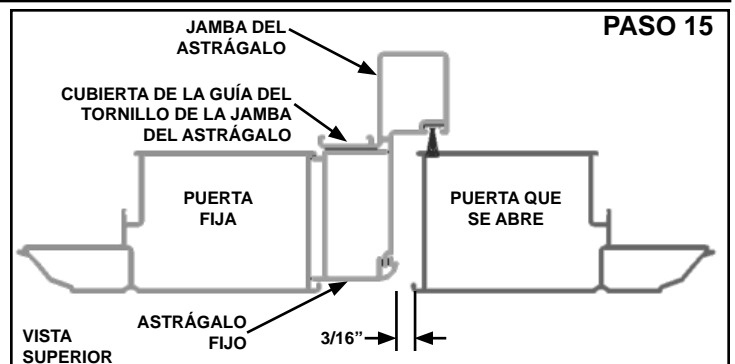 PASO 15
JAMBA DEL
ASTRÁGALO
CUBIERTA DE LA GUÍA DEL
TORNILLO DE LA JAMBA
DEL ASTRÁGALO
PUERTA
FIJA
PUERTA QUE
SE ABRE
ASTRÁGALO
FIJO
3/16”
VISTA
SUPERIOR